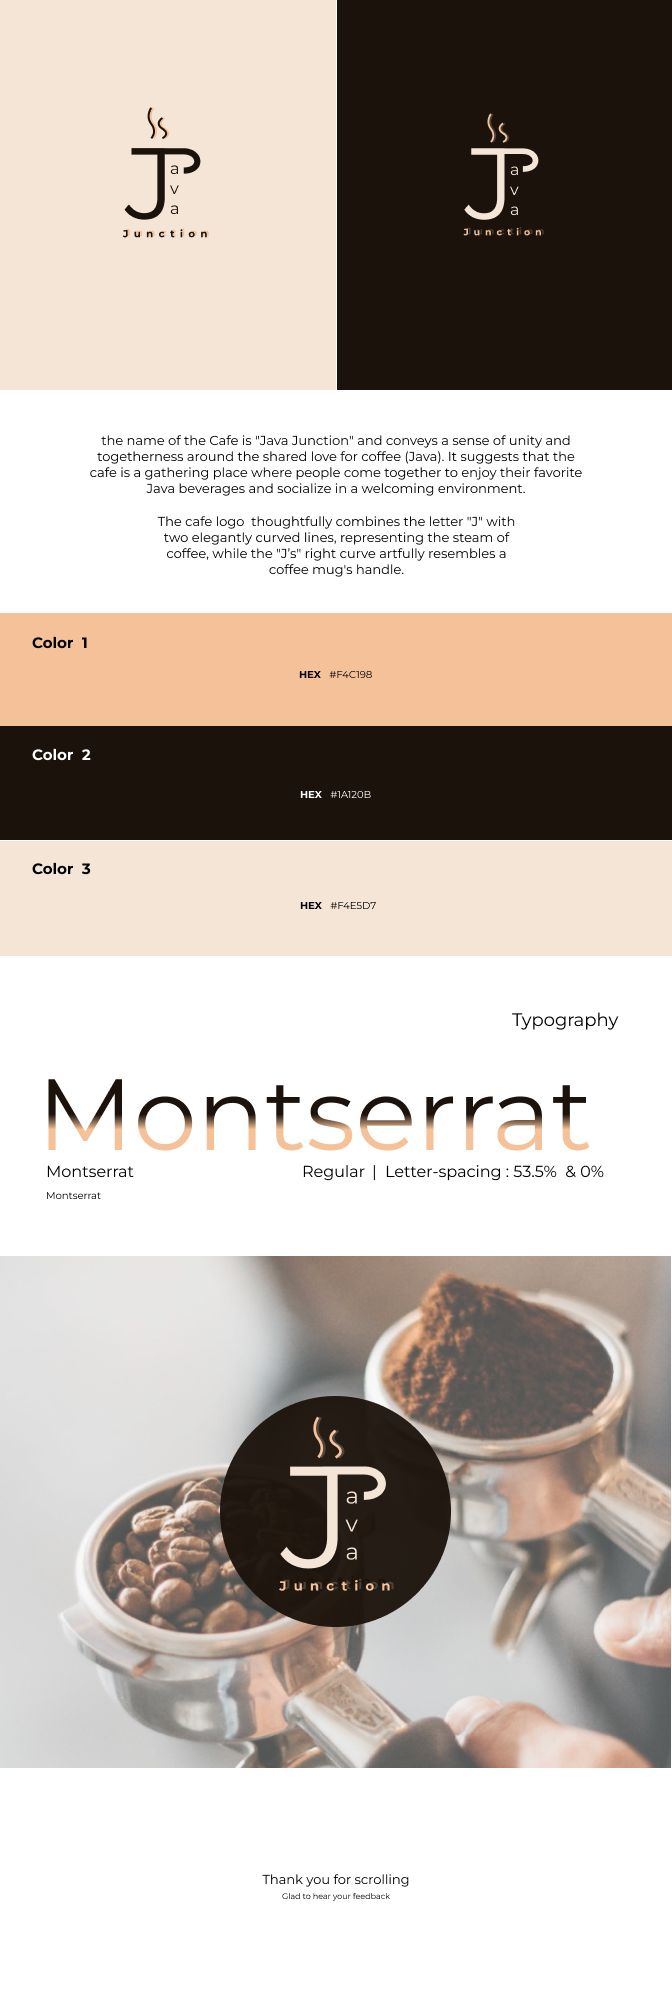 J
a
v
a
Junction
J
a
v
a
Junction
the name of the Cafe is "Java Junction" and conveys a sense of unity and
togetherness around the shared love for coffee (Java). It suggests that the
cafe is a gathering place where people come together to enjoy their favorite
Java beverages and socialize in a welcoming environment.
The cafe logo  thoughtfully combines the letter "J" with
two elegantly curved lines, representing the steam of
coffee, while the "J's" right curve artfully resembles a
coffee mug's handle.
Color 1
HEX #F4C198
Color 2
HEX #1A120B
Color 3
HEX #F4E5D7
Typography
Montserrat
Montserrat
Regular | Letter-spacing : 53.5% & 0%
Montserrat
J
a
v
a
Junction
Thank you for scrolling
Glad to hear your feedback